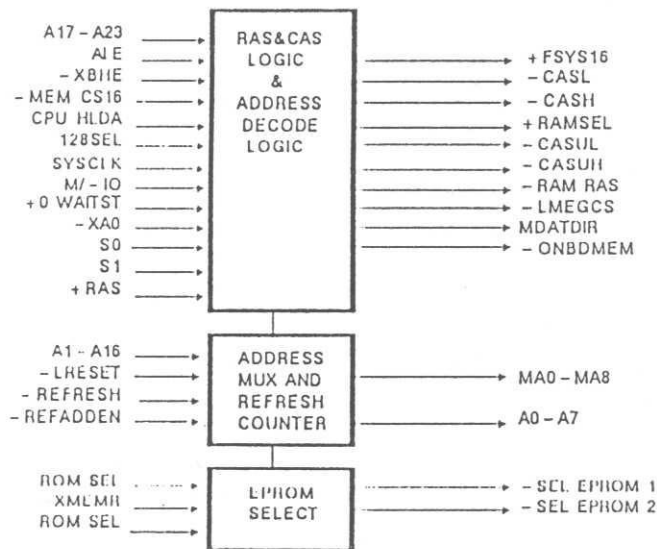 A17 - A23
ALE
- XBHE
- MEM CS16
CPU HLDA
128SEL
SYSCLK
M/ - IO
+0 WAITST
- XA0
S0
S1
+ RAS
RAS&CAS
LOGIC
&
ADDRESS
DECODE
LOGIC
+ FSYS16
- CASL
- CASH
+ RAMSEL
- CASUL
- CASUH
- RAM RAS
- LMEGCS
MDATDIR
- ONBDMEM
A1 - A16
- LRESET
- REFRESH
- REFADDEN
ADDRESS
MUX AND
REFRESH
COUNTER
MA0 - MA8
A0 - A7
ROM SEL
XMEMR
ROM SEL
EPROM
SELECT
- SEL EPROM 1
- SEL EPROM 2